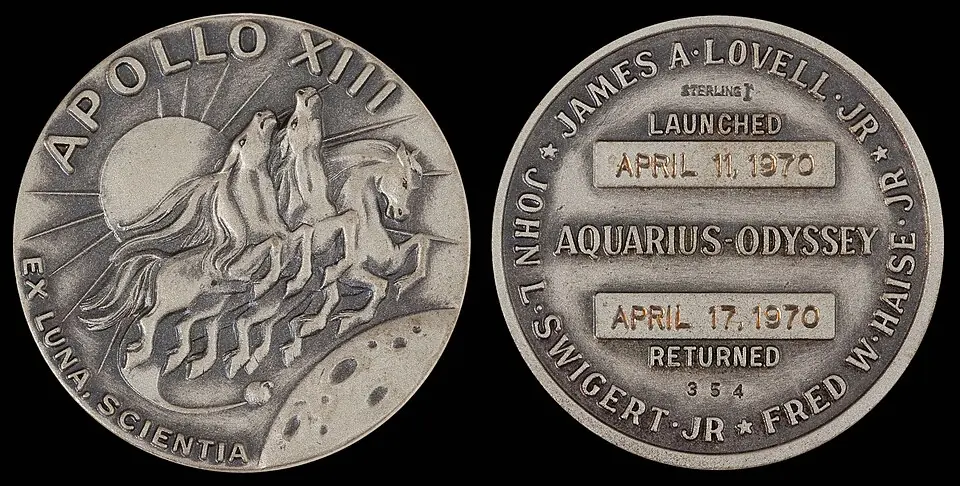 APOLLO XIII
EX LUNA, SCIENTIA
JAMES A·LOVELL·JR
STERLING
LAUNCHED
APRIL 11, 1970
AQUARIUS-ODYSSEY
APRIL 17, 1970
RETURNED
354
FRED W·HAISE·JR
JOHN L·SWIGERT·JR